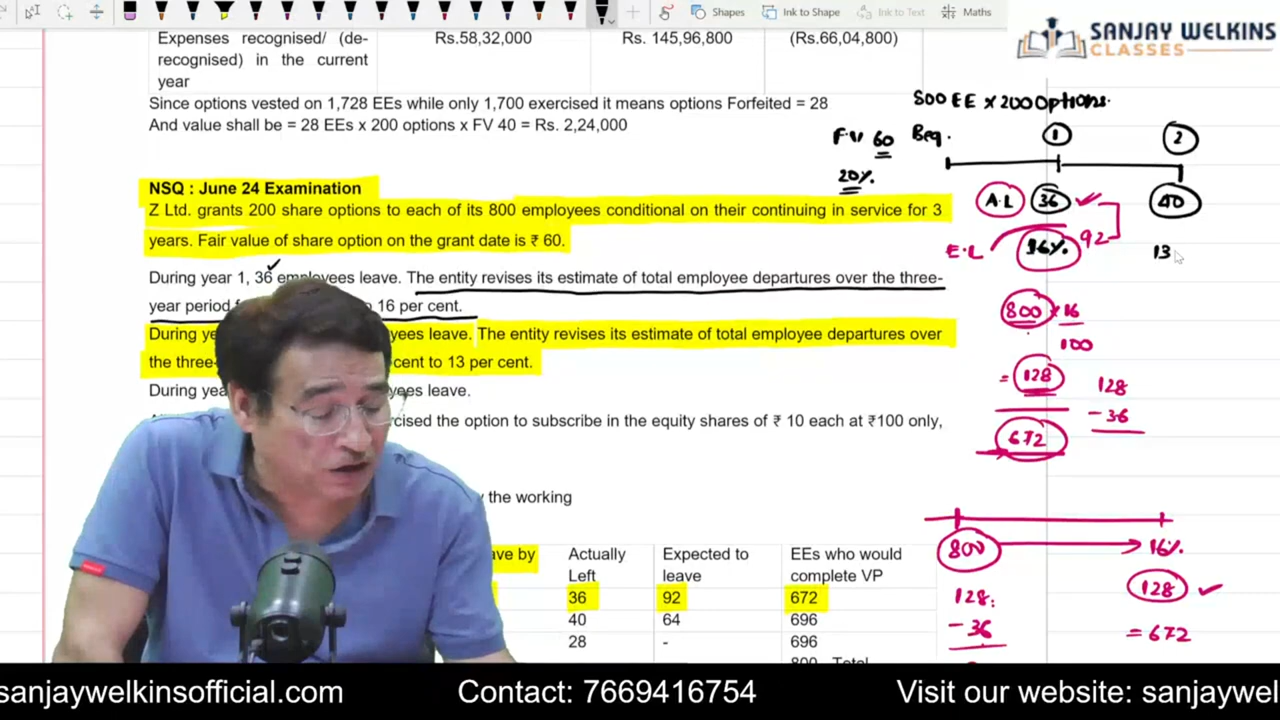 Shapes
Ink to Shape
Ink to Text
Maths
SANJAY WELKINS
CLASSES
Expenses recognised/ (de-
recognised) in the current
year
Rs.58,32,000
Rs. 145,96,800
(Rs.66,04,800)
Since options vested on 1,728 EEs while only 1,700 exercised it means options Forfeited = 28
And value shall be = 28 EEs x 200 options x FV 40 = Rs. 2,24,000
NSQ : June 24 Examination
Z Ltd. grants 200 share options to each of its 800 employees conditional on their continuing in service for 3
years. Fair value of share option on the grant date is ₹ 60.
During year 1, 36 employees leave. The entity revises its estimate of total employee departures over the three-
year period 16 per cent.
During leave. The entity revises its estimate of total employee departures over
the three- cent to 13 per cent.
During leave.
the option to subscribe in the equity shares of ₹ 10 each at ₹100 only,
the working
by
Actually
Left
Expected to
leave
EEs who would
complete VP
36 92 672
40 64 696
28 - 696
800 EE x 200 Options.
F.V 60 Beg. 1 2
20%.
A.L 36 40
E.L 16%. 92 13
800 x 16
100
= 128
128
- 36
672
800 16%.
128
128
- 36
= 672
sanjaywelkinsofficial.com
Contact: 7669416754
Visit our website: sanjaywel